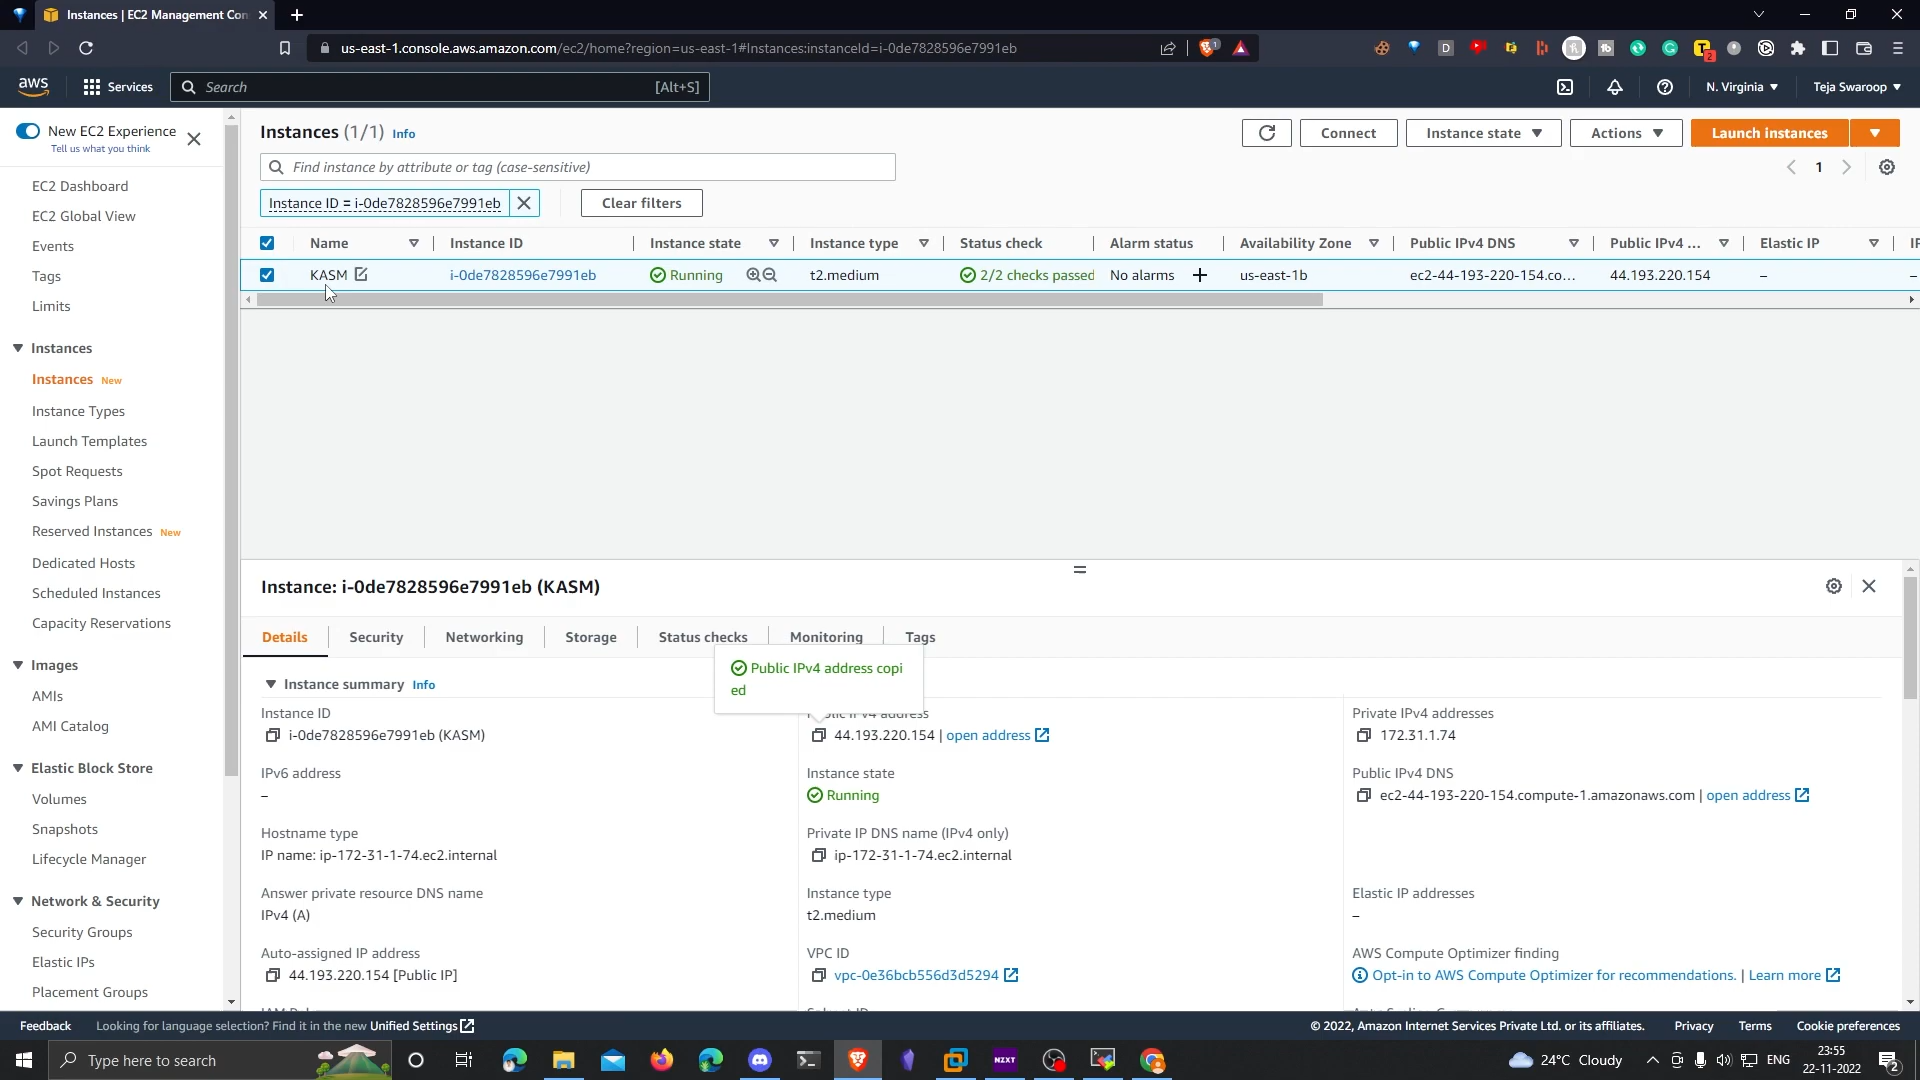 Instances | EC2 Management Con
us-east-1.console.aws.amazon.com/ec2/home?region=us-east-1#Instances:instanceId=i-0de7828596e7991eb
aws
Services
Search
[Alt+S]
N. Virginia
Teja Swaroop
New EC2 Experience
Tell us what you think
EC2 Dashboard
EC2 Global View
Events
Tags
Limits
Instances
Instances New
Instance Types
Launch Templates
Spot Requests
Savings Plans
Reserved Instances New
Dedicated Hosts
Scheduled Instances
Capacity Reservations
Images
AMIs
AMI Catalog
Elastic Block Store
Volumes
Snapshots
Lifecycle Manager
Network & Security
Security Groups
Elastic IPs
Placement Groups
Instances (1/1) Info
Connect
Instance state
Actions
Launch instances
Find instance by attribute or tag (case-sensitive)
1
Instance ID = i-0de7828596e7991eb
Clear filters
Name
Instance ID
Instance state
Instance type
Status check
Alarm status
Availability Zone
Public IPv4 DNS
Public IPv4 ...
Elastic IP
KASM
i-0de7828596e7991eb
Running
t2.medium
2/2 checks passed
No alarms
us-east-1b
ec2-44-193-220-154.co...
44.193.220.154
–
–
Instance: i-0de7828596e7991eb (KASM)
Details
Security
Networking
Storage
Status checks
Monitoring
Tags
Public IPv4 address copi
ed
Instance summary Info
Instance ID
i-0de7828596e7991eb (KASM)
Public IPv4 address
44.193.220.154 | open address
Private IPv4 addresses
172.31.1.74
IPv6 address
–
Instance state
Running
Public IPv4 DNS
ec2-44-193-220-154.compute-1.amazonaws.com | open address
Hostname type
IP name: ip-172-31-1-74.ec2.internal
Private IP DNS name (IPv4 only)
ip-172-31-1-74.ec2.internal
Answer private resource DNS name
IPv4 (A)
Instance type
t2.medium
Elastic IP addresses
–
Auto-assigned IP address
44.193.220.154 [Public IP]
VPC ID
vpc-0e36bcb556d3d5294
AWS Compute Optimizer finding
Opt-in to AWS Compute Optimizer for recommendations. | Learn more
Feedback
Looking for language selection? Find it in the new Unified Settings
© 2022, Amazon Internet Services Private Ltd. or its affiliates.
Privacy
Terms
Cookie preferences
Type here to search
NZXT
24°C Cloudy
ENG
23:55
22-11-2022
2